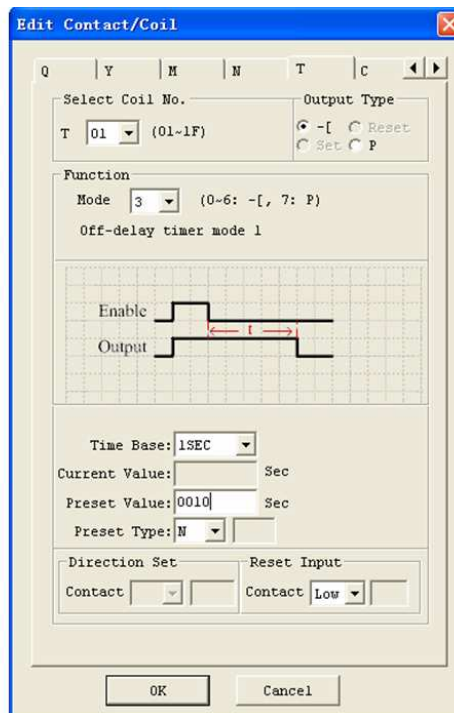 Edit Contact/Coil
Q Y M N T C
Select Coil No.
Output Type
T 01 (01~1F)
-[ Reset
Set P
Function
Mode 3 (0~6: -[, 7: P)
Off-delay timer mode 1
Enable
t
Output
Time Base: 1SEC
Current Value: Sec
Preset Value: 0010 Sec
Preset Type: N
Direction Set
Contact
Reset Input
Contact Low
OK Cancel